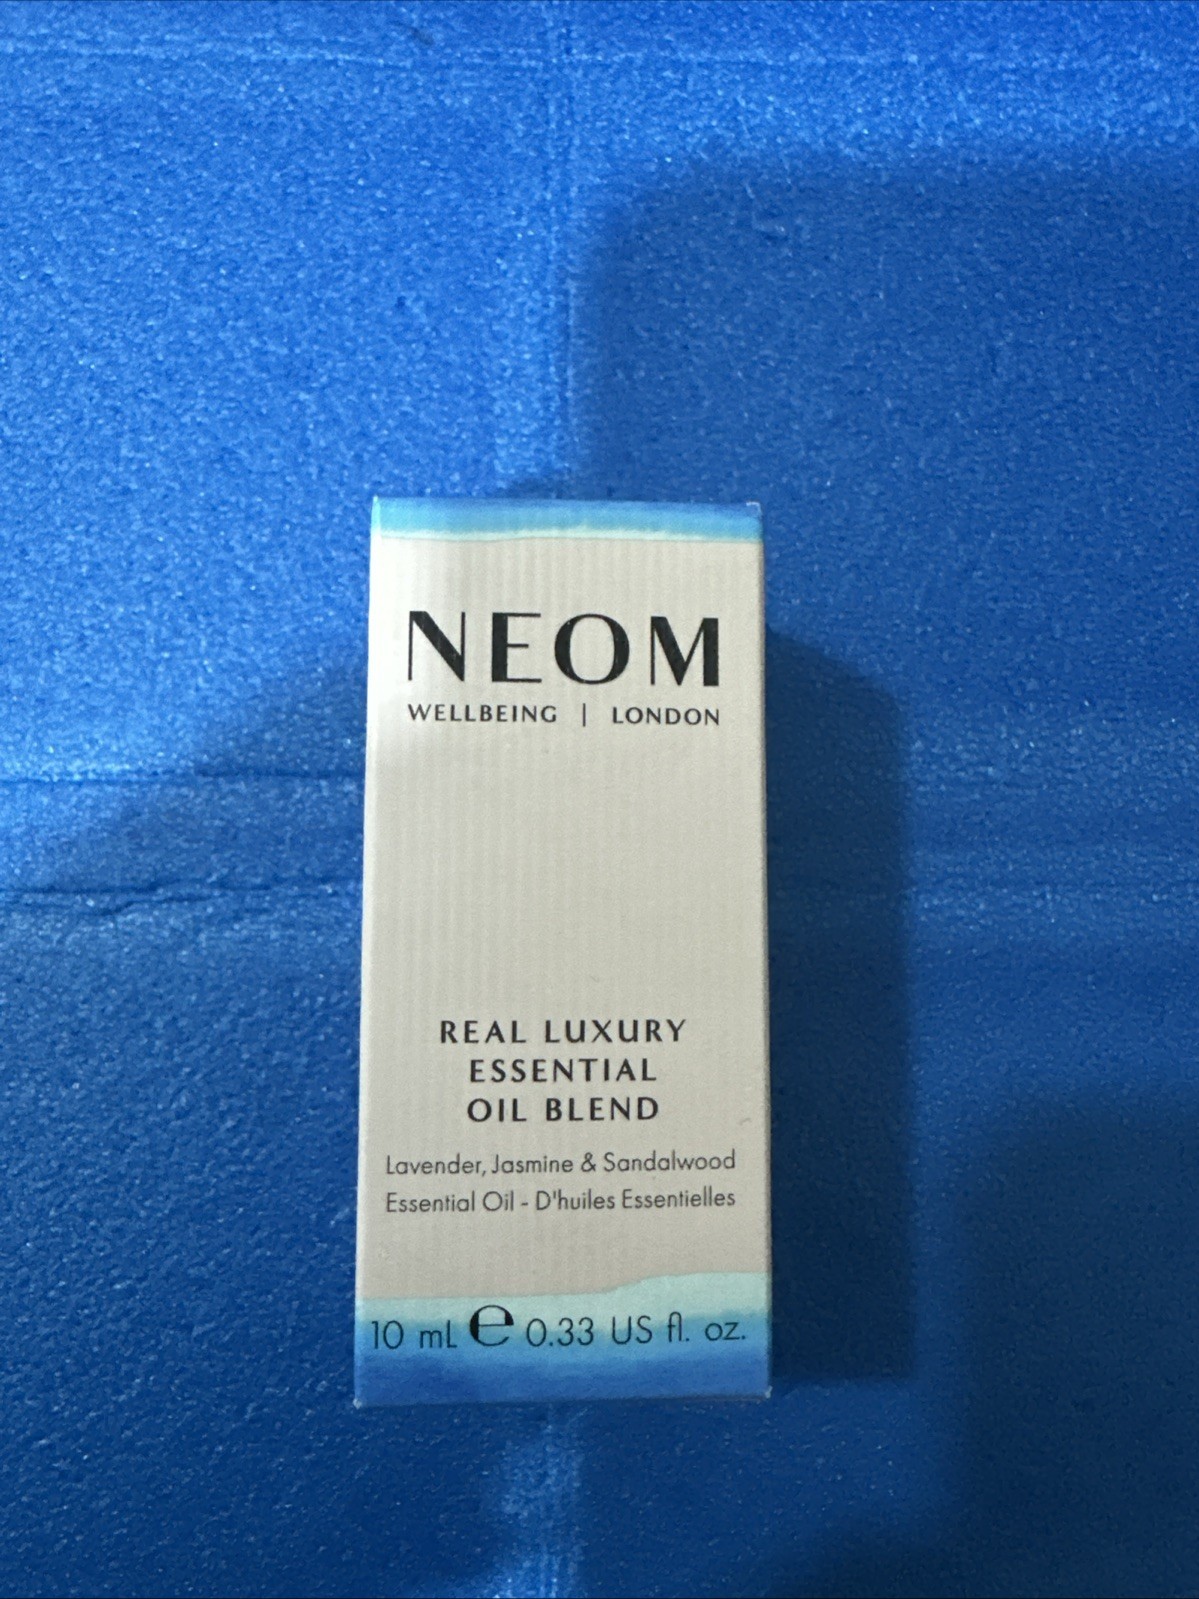 NEOM
WELLBEING | LONDON
REAL LUXURY
ESSENTIAL
OIL BLEND
Lavender, Jasmine & Sandalwood
Essential Oil - D'huiles Essentielles
10 mL e 0.33 US fl. oz.